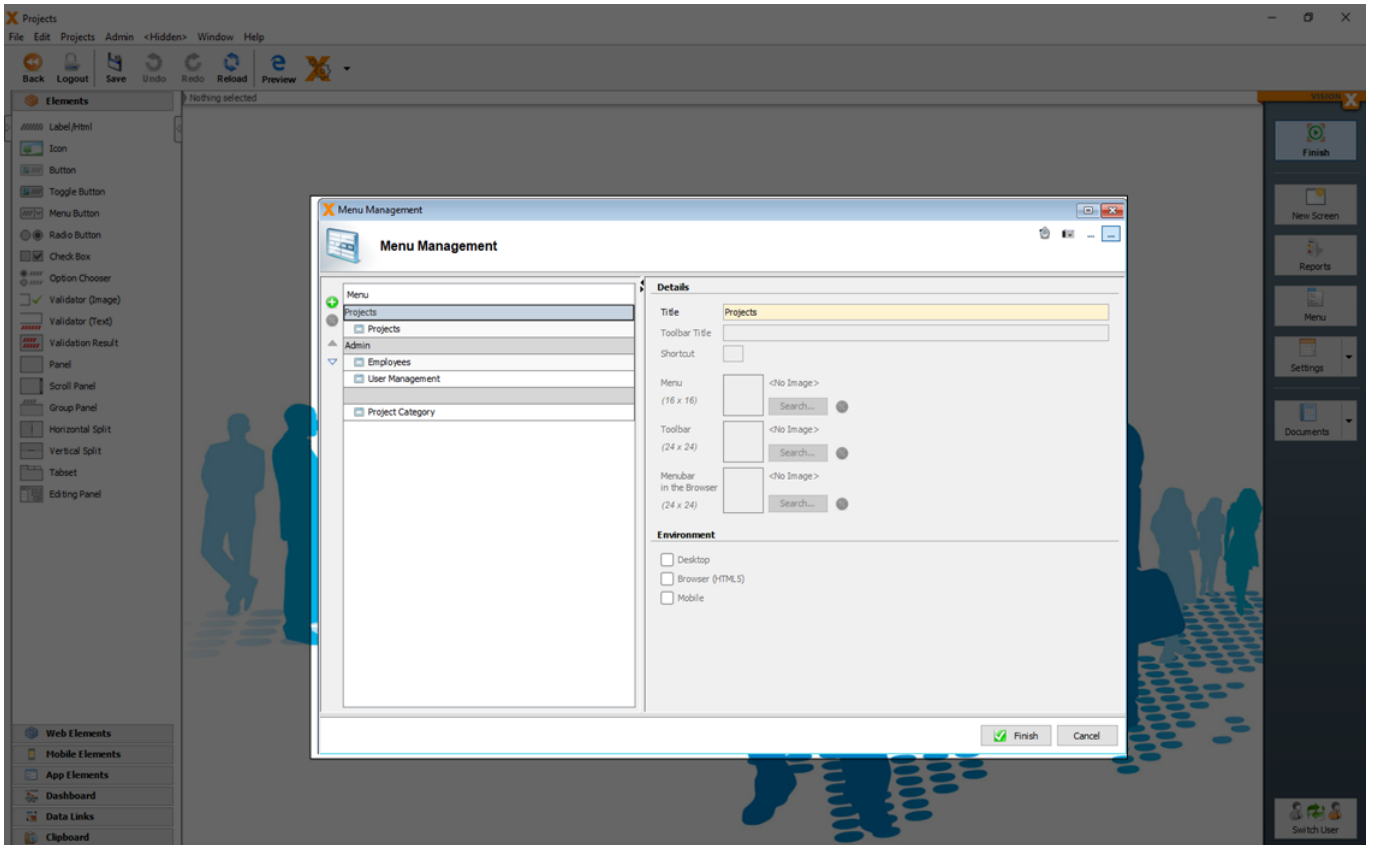 Projects
File Edit Projects Admin <Hidden> Window Help
Back Logout Save Undo Redo Reload Preview
Elements
Nothing selected
Label/Html
Icon
Button
Toggle Button
Menu Button
Radio Button
Check Box
Option Chooser
Validator (Image)
Validator (Text)
Validation Result
Panel
Scroll Panel
Group Panel
Horizontal Split
Vertical Split
Tabset
Editing Panel
Web Elements
Mobile Elements
App Elements
Dashboard
Data Links
Clipboard
Menu Management
Menu Management
Menu
Projects
Projects
Admin
Employees
User Management
Project Category
Details
Title Projects
Toolbar Title
Shortcut
Menu <No Image>
(16 x 16) Search...
Toolbar <No Image>
(24 x 24) Search...
Menubar <No Image>
in the Browser
(24 x 24) Search...
Environment
Desktop
Browser (HTML5)
Mobile
Finish Cancel
VISION X
Finish
New Screen
Reports
Menu
Settings
Documents
Switch User